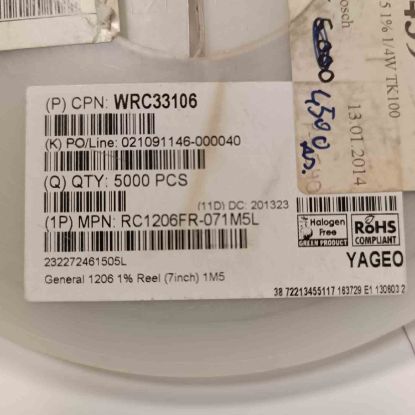 (P) CPN: WRC33106
(K) PO/Line: 021091146-000040
(Q) QTY: 5000 PCS
(11D) DC: 201323
(1P) MPN: RC1206FR-071M5L
232272461505L
General 1206 1% Reel (7inch) 1M5
Halogen
Free
GREEN PRODUCT
RoHS
COMPLIANT
YAGEO
38 72213455117 163729 E1 130603 2
5 1% 1/4W TK100
13.01.2014
4500